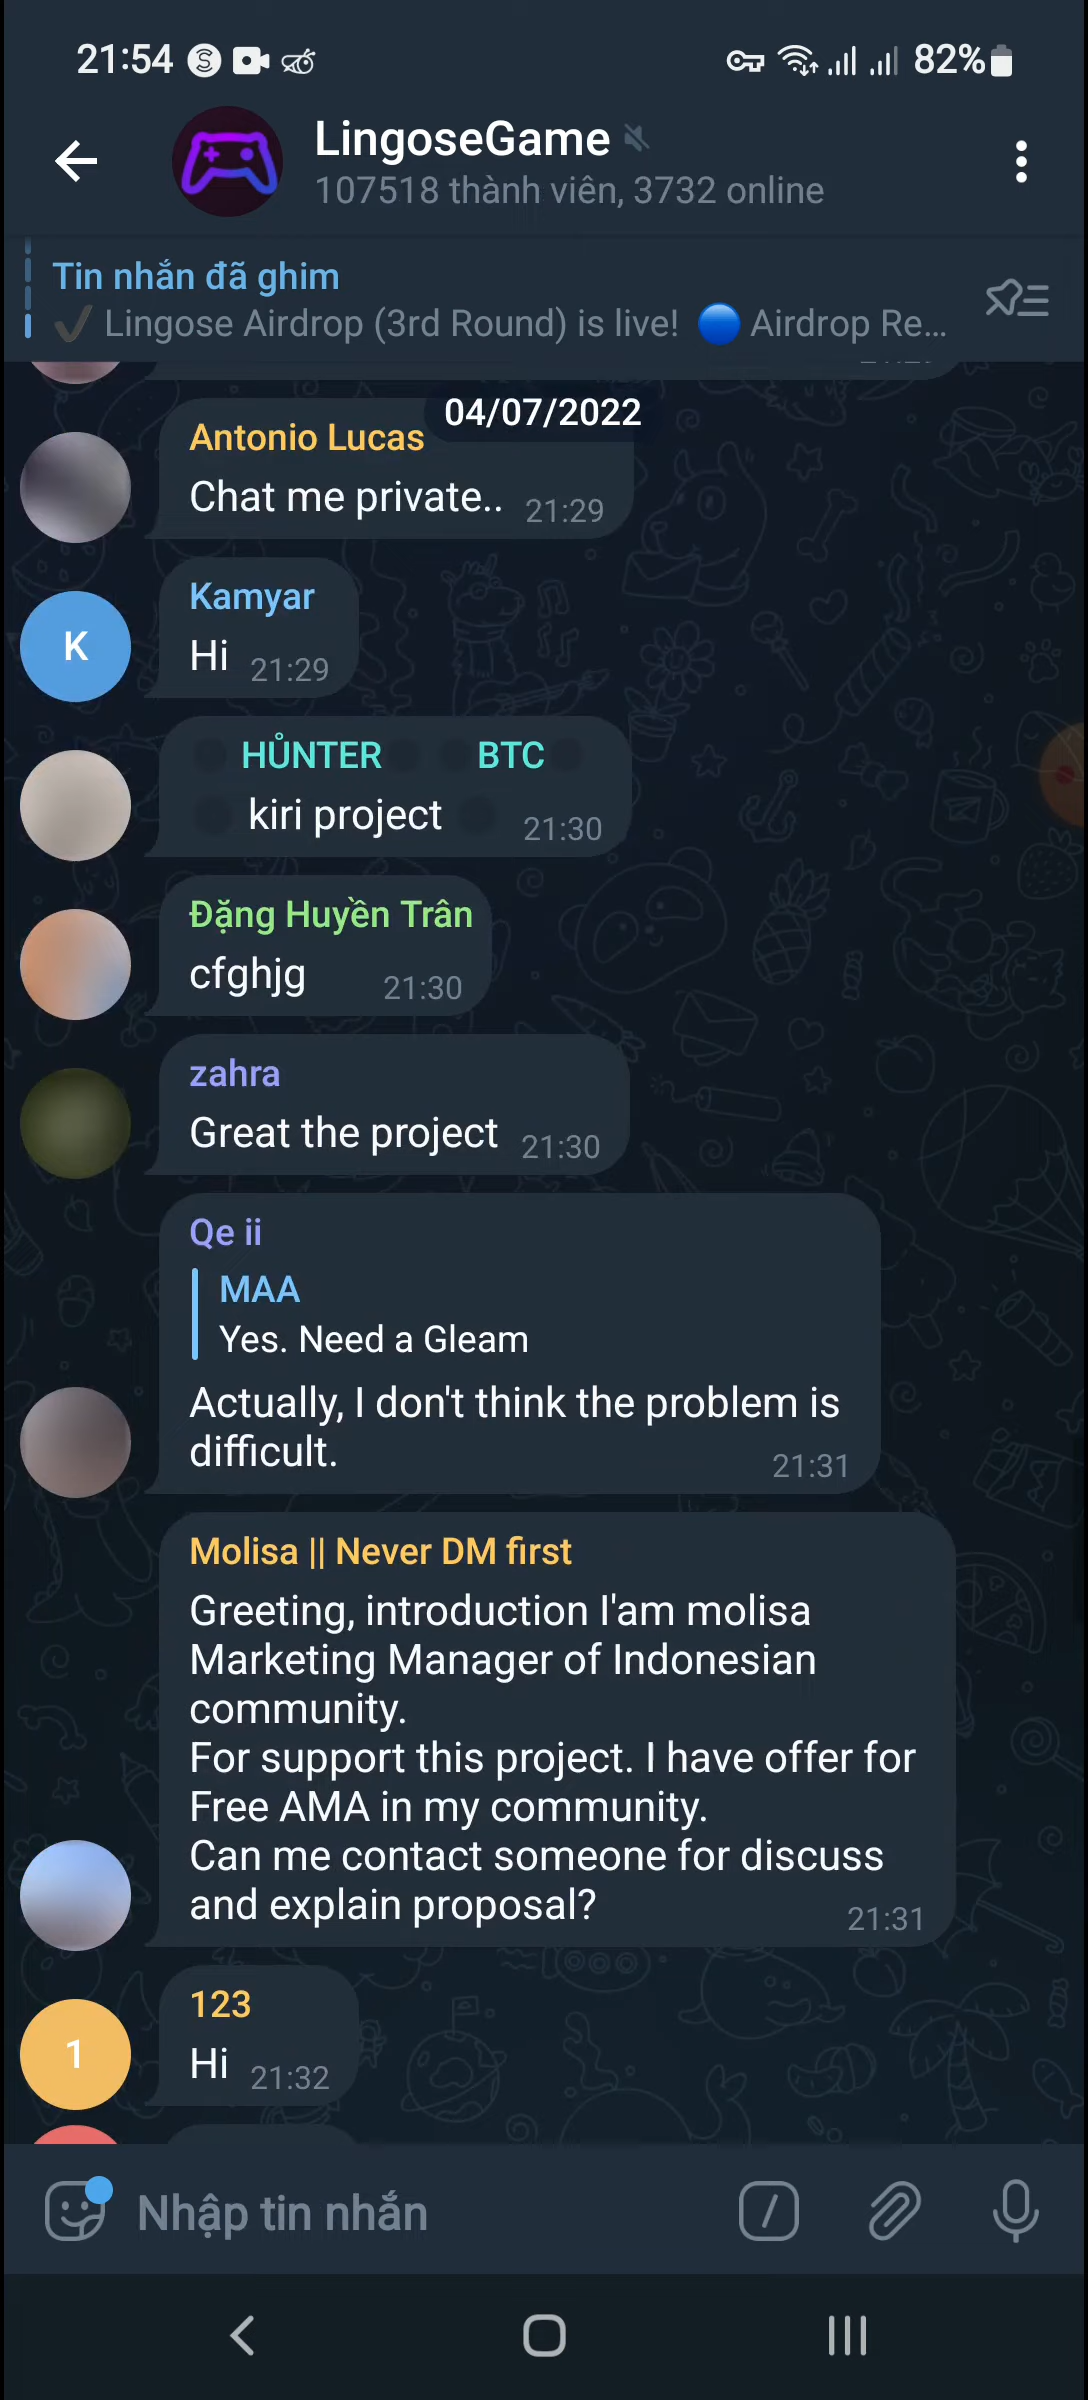 21:54
82%
LingoseGame
107518 thành viên, 3732 online
Tin nhắn đã ghim
✔ Lingose Airdrop (3rd Round) is live! 🔵 Airdrop Re...
04/07/2022
Antonio Lucas
Chat me private.. 21:29
Kamyar
K
Hi 21:29
HỦNTER BTC
kiri project 21:30
Đặng Huyền Trân
cfghjg 21:30
zahra
Great the project 21:30
Qe ii
MAA
Yes. Need a Gleam
Actually, I don't think the problem is
difficult. 21:31
Molisa || Never DM first
Greeting, introduction I'am molisa
Marketing Manager of Indonesian
community.
For support this project. I have offer for
Free AMA in my community.
Can me contact someone for discuss
and explain proposal? 21:31
123
1
Hi 21:32
Nhập tin nhắn